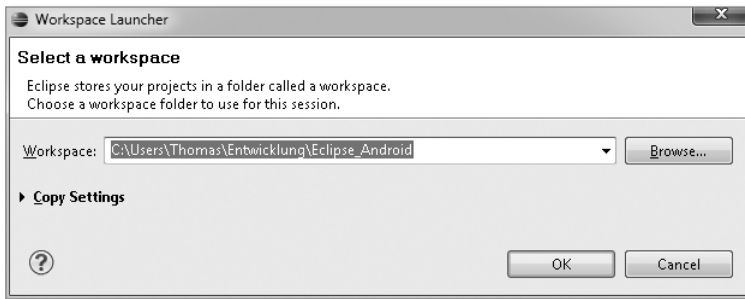 Workspace Launcher
X
Select a workspace
Eclipse stores your projects in a folder called a workspace.
Choose a workspace folder to use for this session.
Workspace: C:\Users\Thomas\Entwicklung\Eclipse_Android Browse...
Copy Settings
? OK Cancel